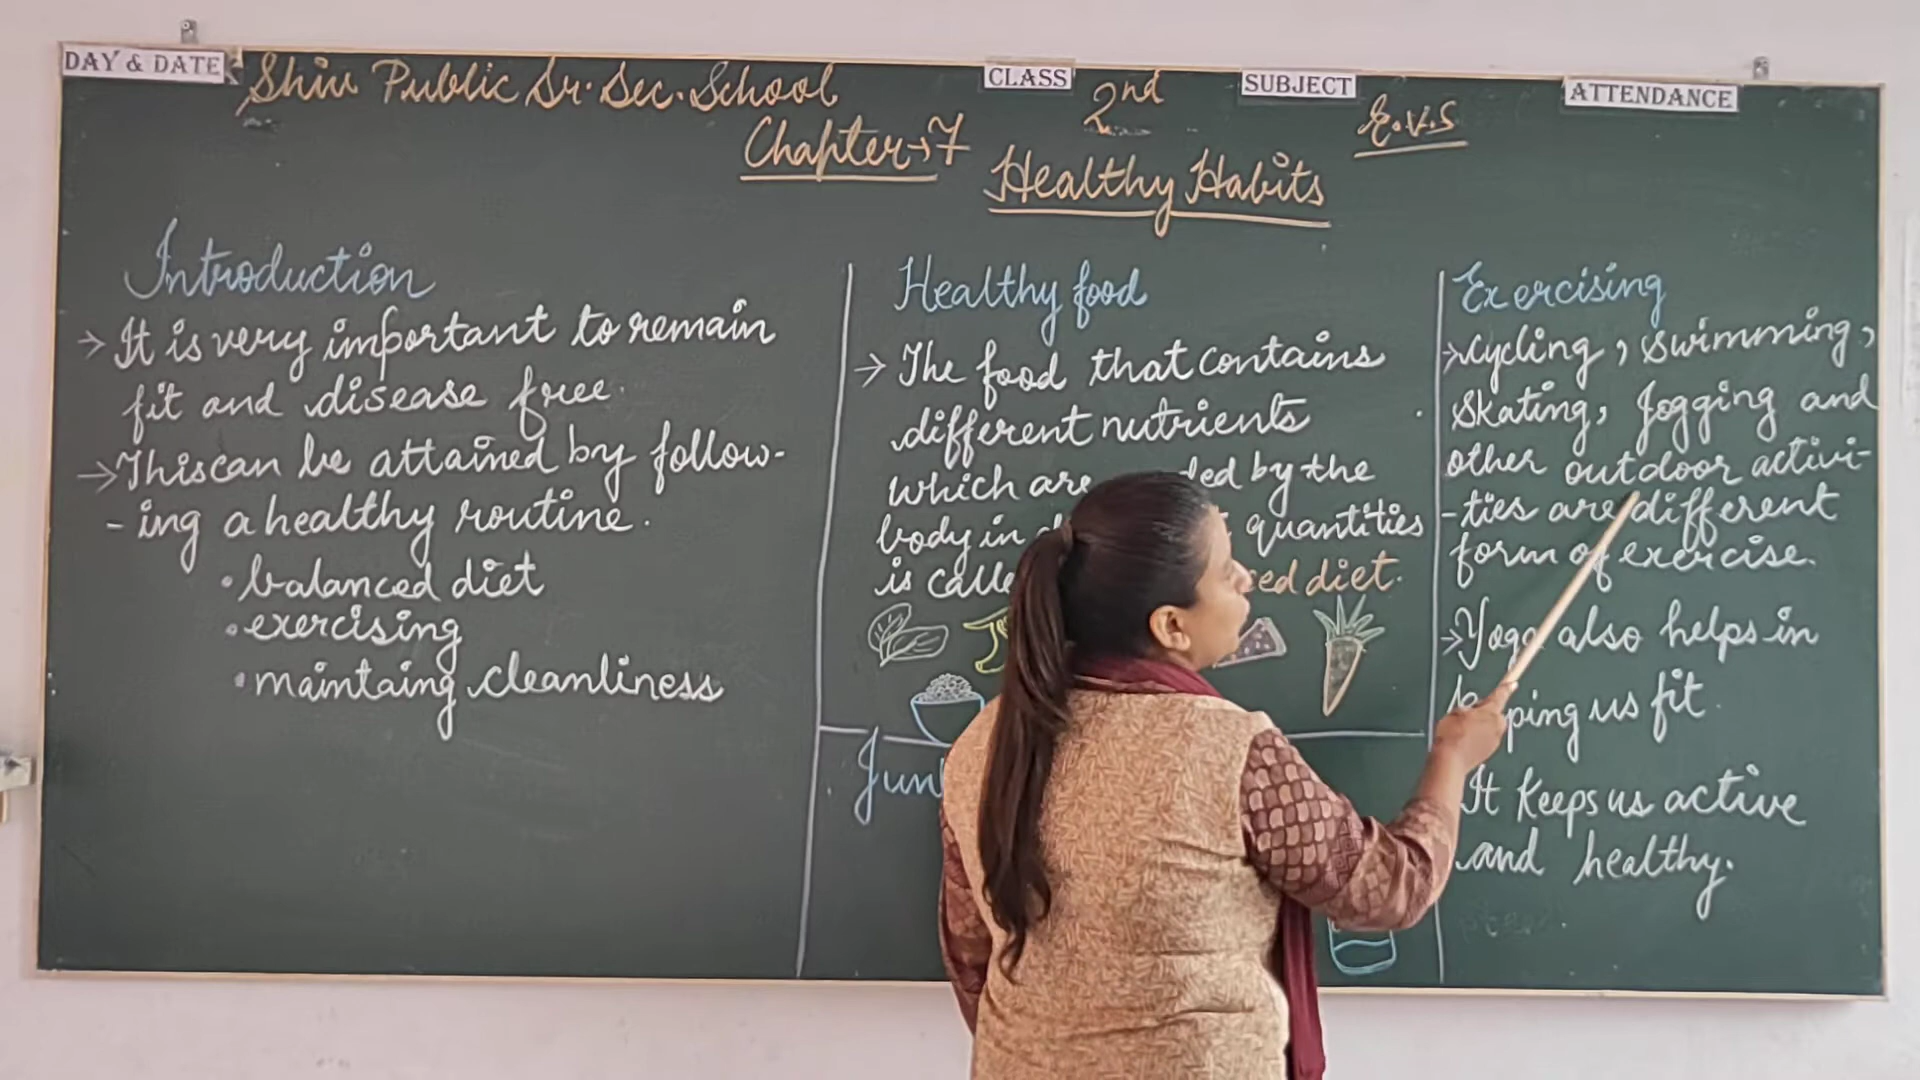 DAY & DATE
Shiv Public Sr. Sec. School
CLASS
2nd
SUBJECT
E.V.S
ATTENDANCE
Chapter → 7
Healthy Habits
Introduction
→ It is very important to remain
fit and disease free.
→ This can be attained by follow-
- ing a healthy routine.
• balanced diet
• exercising
• maintaing cleanliness
Healthy food
→ The food that contains
different nutrients
which are by the
body in quantities
is diet.
Exercising
→ Cycling, Swimming,
Skating, Jogging and
other outdoor activi-
- ties are different
form of exercise.
→ Yoga also helps in
us fit.
It keeps us active
and healthy.